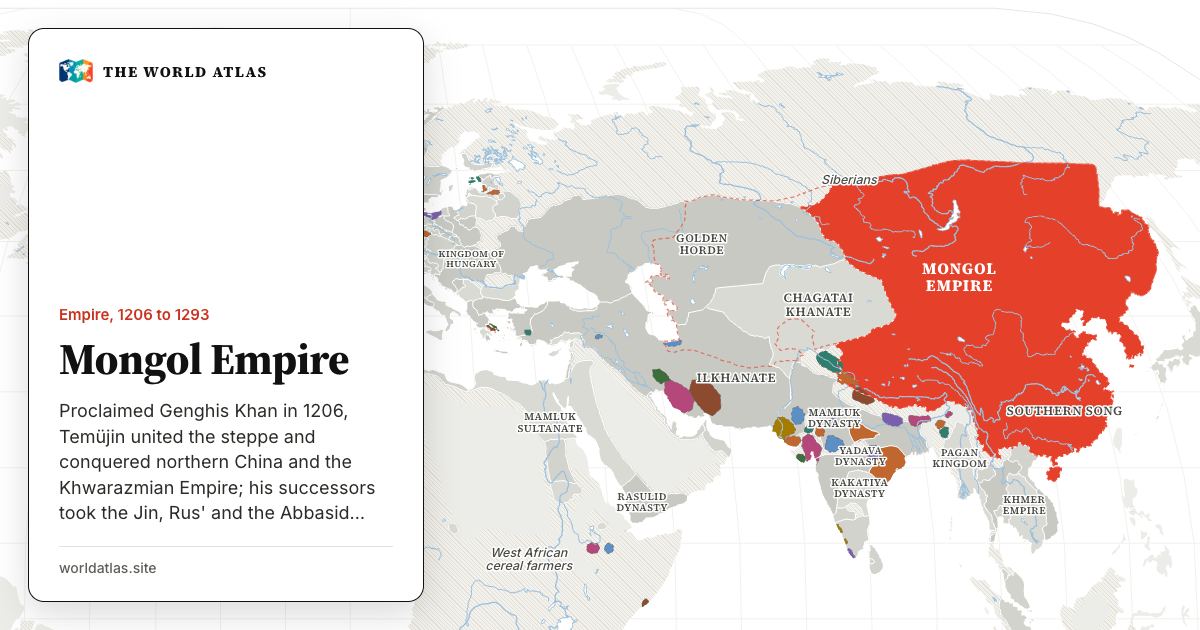 THE WORLD ATLAS
Empire, 1206 to 1293
Mongol Empire
Proclaimed Genghis Khan in 1206,
Temüjin united the steppe and
conquered northern China and the
Khwarazmian Empire; his successors
took the Jin, Rus' and the Abbasid...
worldatlas.site
Siberians
KINGDOM OF
HUNGARY
GOLDEN
HORDE
MONGOL
EMPIRE
CHAGATAI
KHANATE
ILKHANATE
MAMLUK
SULTANATE
MAMLUK
DYNASTY
SOUTHERN SONG
YADAVA
DYNASTY
PAGAN
KINGDOM
KAKATIYA
DYNASTY
RASULID
DYNASTY
KHMER
EMPIRE
West African
cereal farmers